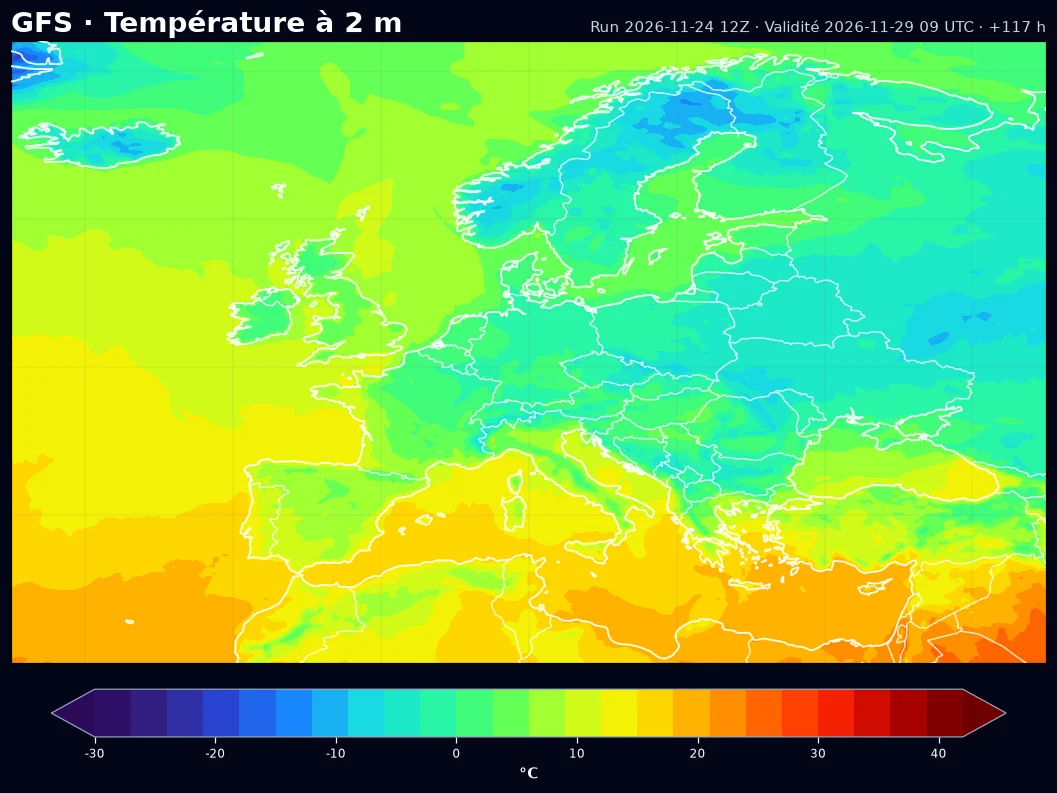 GFS · Température à 2 m
Run 2026-11-24 12Z · Validité 2026-11-29 09 UTC · +117 h
-30 -20 -10 0 10 20 30 40
°C